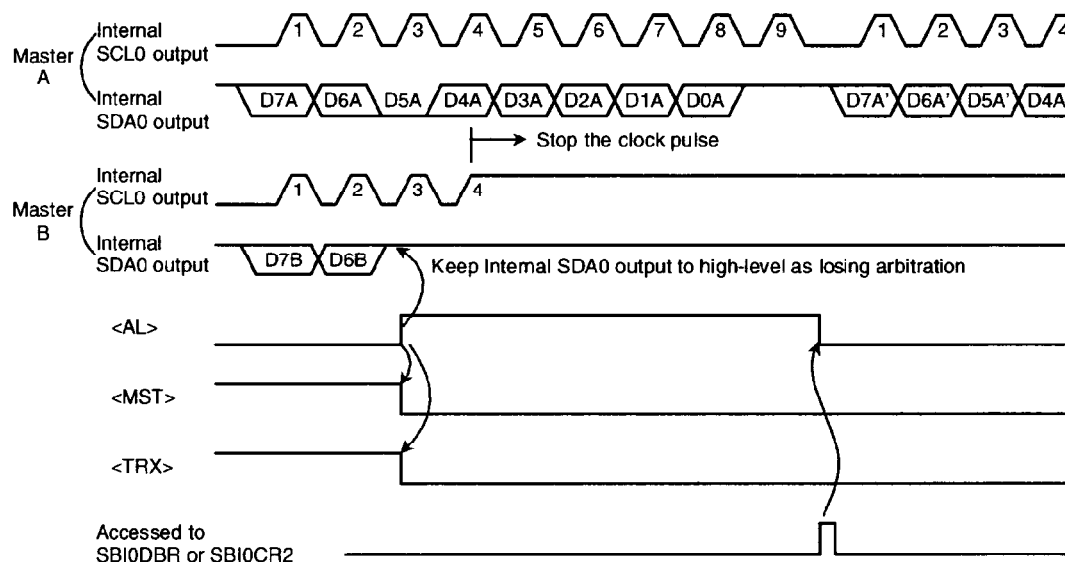 Master A
Internal SCL0 output
1 2 3 4 5 6 7 8 9 1 2 3 4
Internal SDA0 output
D7A D6A D5A D4A D3A D2A D1A D0A D7A' D6A' D5A' D4A
Stop the clock pulse
Master B
Internal SCL0 output
1 2 3 4
Internal SDA0 output
D7B D6B
Keep Internal SDA0 output to high-level as losing arbitration
<AL>
<MST>
<TRX>
Accessed to
SBI0DBR or SBI0CR2